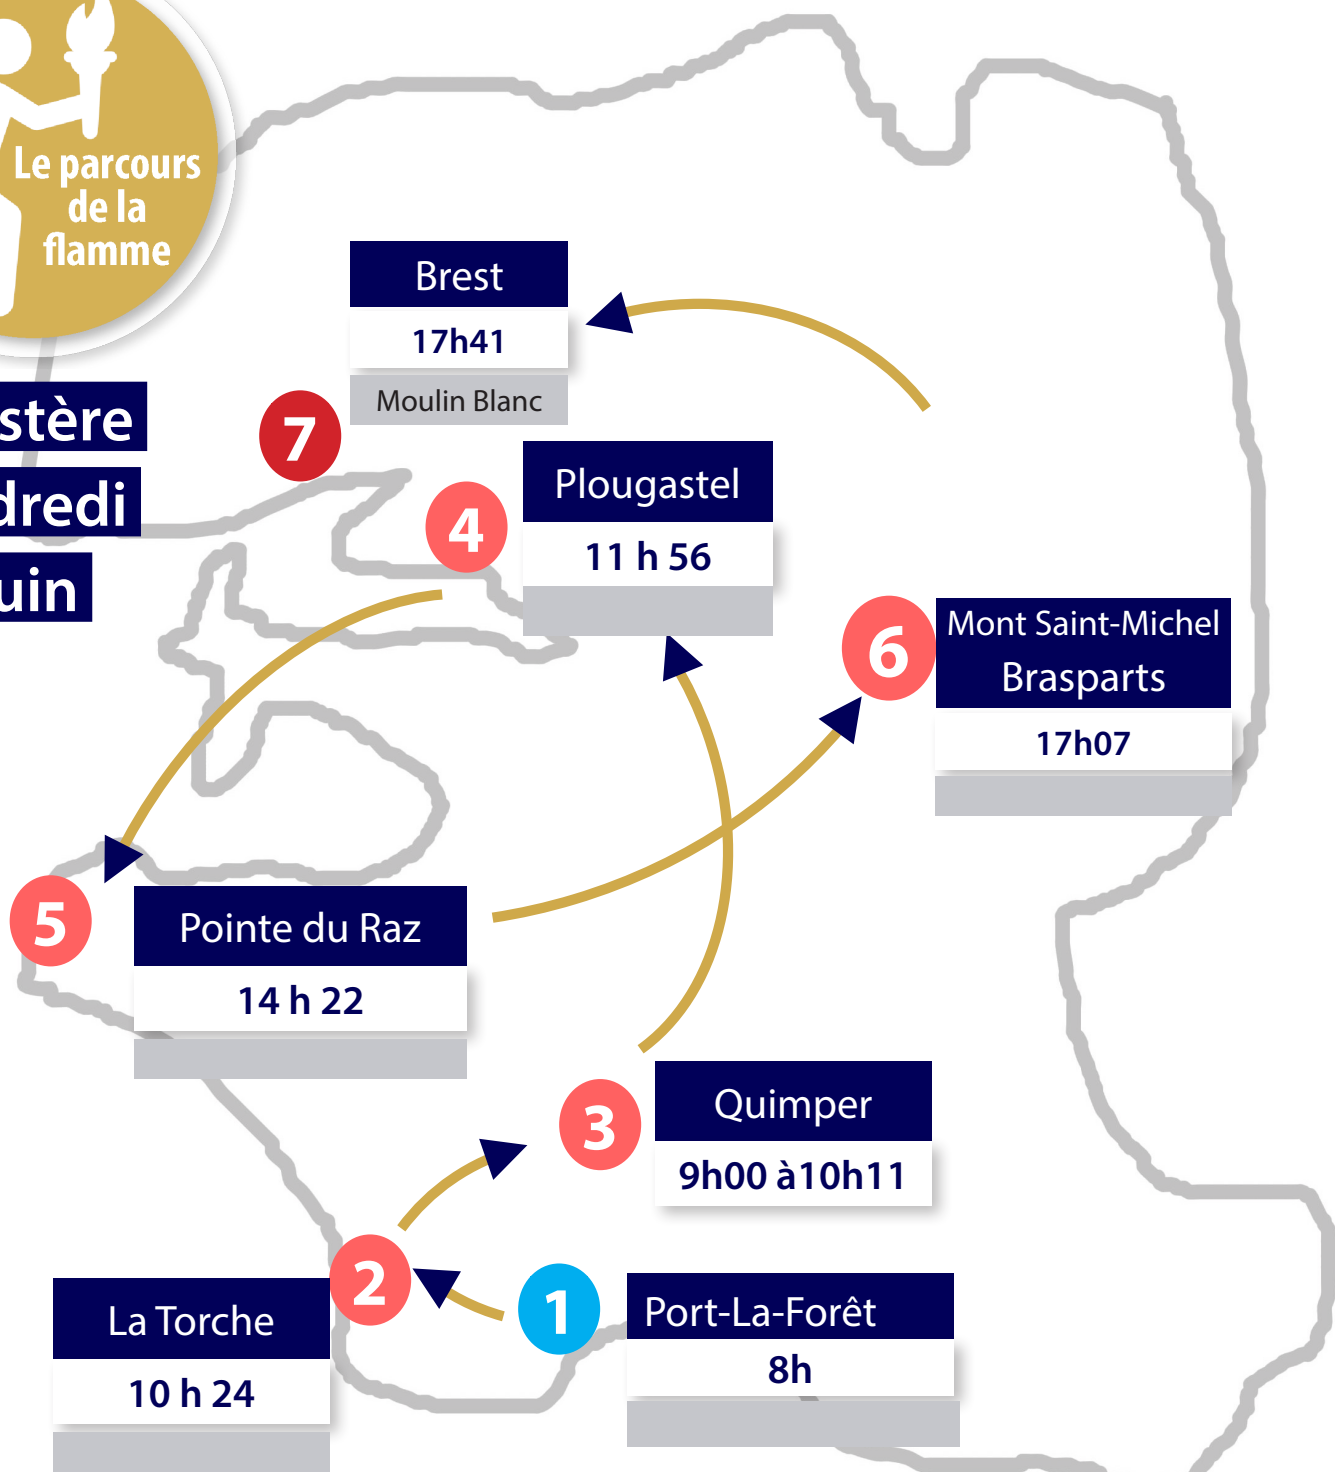 Le parcours
de la
flamme
stère
dredi
uin
Brest
17h41
Moulin Blanc
7
4
Plougastel
11 h 56
6
Mont Saint-Michel
Brasparts
17h07
5
Pointe du Raz
14 h 22
3
Quimper
9h00 à10h11
2
La Torche
10 h 24
1
Port-La-Forêt
8h